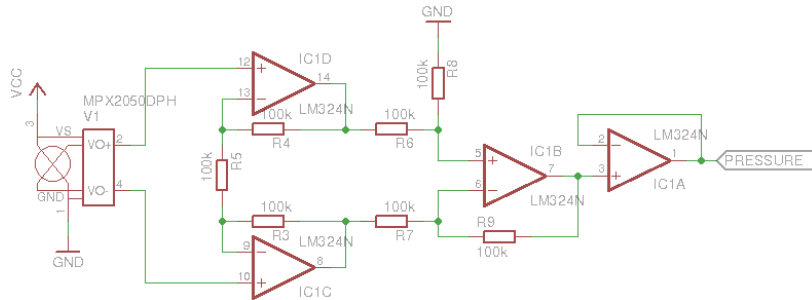 GND
VCC
MPX2050DPH
V1
3
VS
VO+
2
VO-
4
GND
1
GND
12
13
14
IC1D
LM324N
100k
R4
100k
R5
100k
R3
9
10
8
LM324N
IC1C
100k
R6
100k
R7
100k
R8
5
6
7
IC1B
LM324N
R9
100k
2
3
1
LM324N
IC1A
PRESSURE